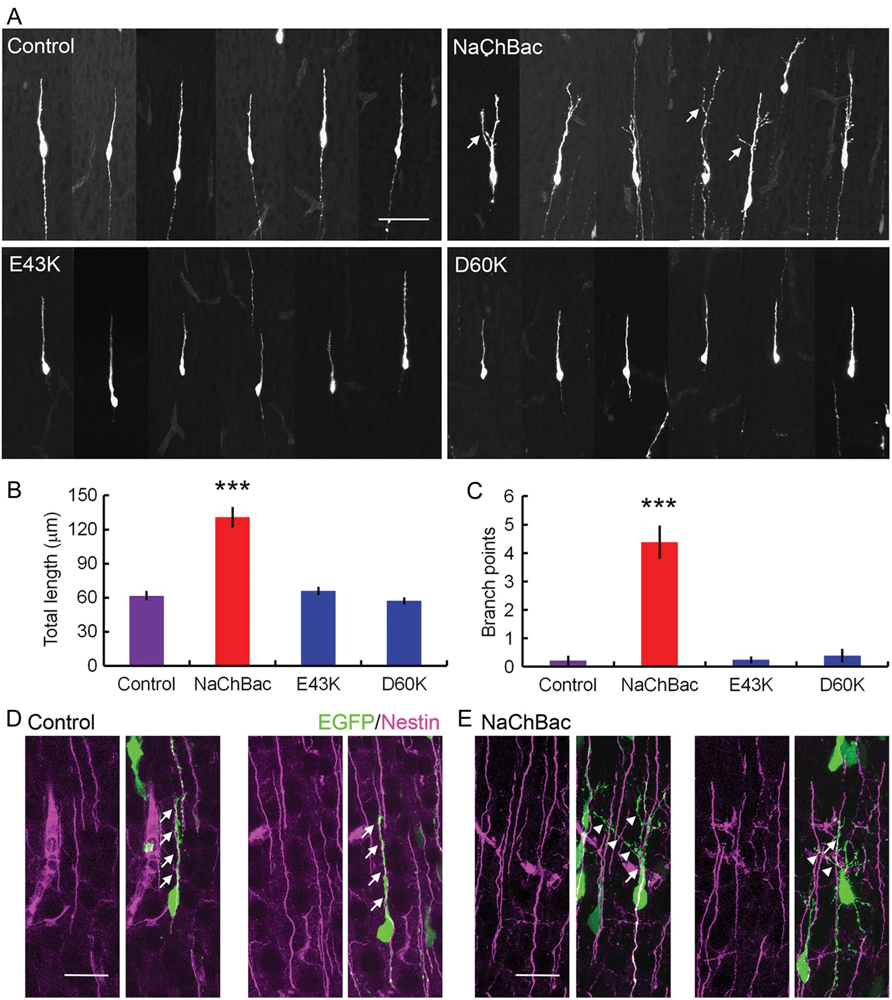 A
Control
NaChBac
E43K
D60K
B
***
150
120
90
60
30
0
Total length (μm)
Control NaChBac E43K D60K
C
***
6
5
4
3
2
1
0
Branch points
Control NaChBac E43K D60K
D Control EGFP/Nestin
E NaChBac